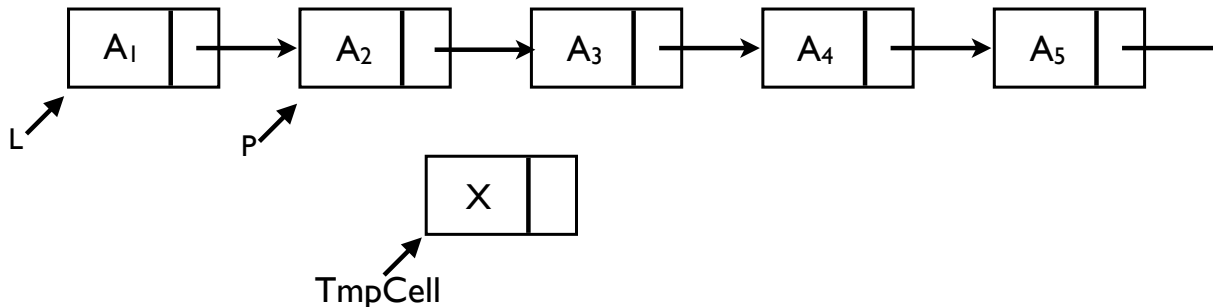 A₁ A₂ A₃ A₄ A₅
L P
X
TmpCell